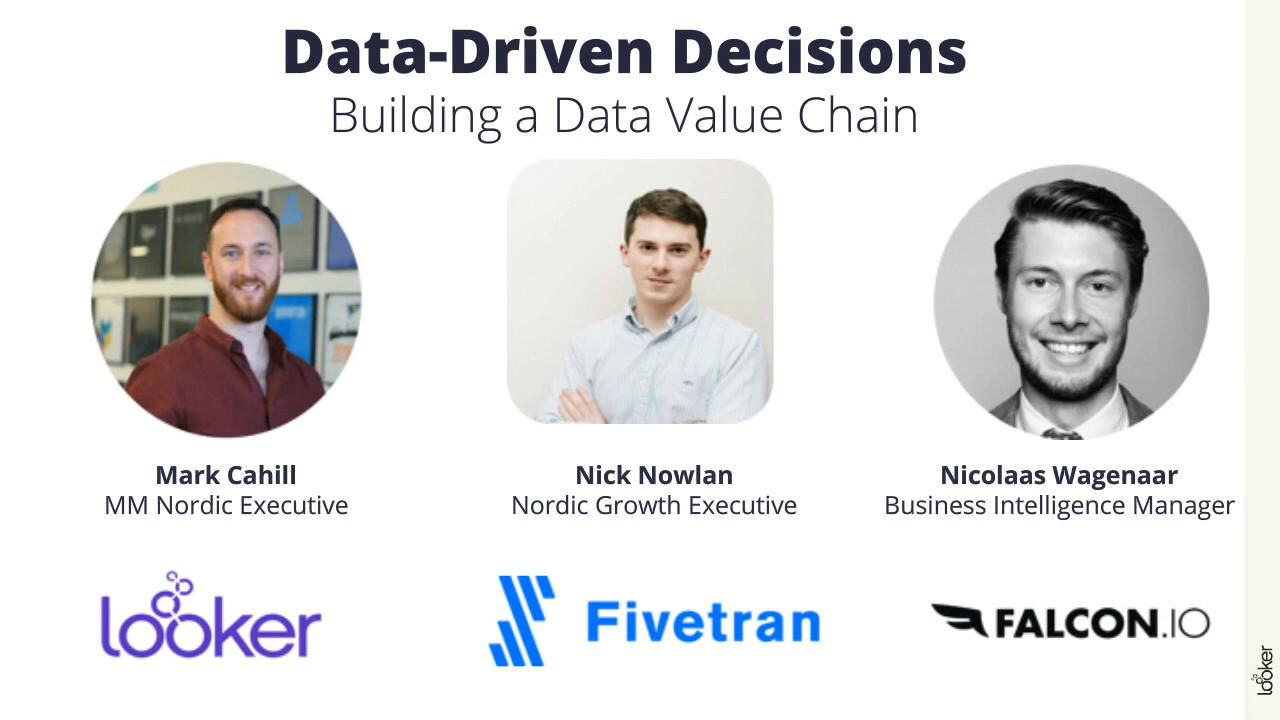 Data-Driven Decisions
Building a Data Value Chain
Mark Cahill
MM Nordic Executive
Nick Nowlan
Nordic Growth Executive
Nicolaas Wagenaar
Business Intelligence Manager
looker
Fivetran
FALCON.IO
looker